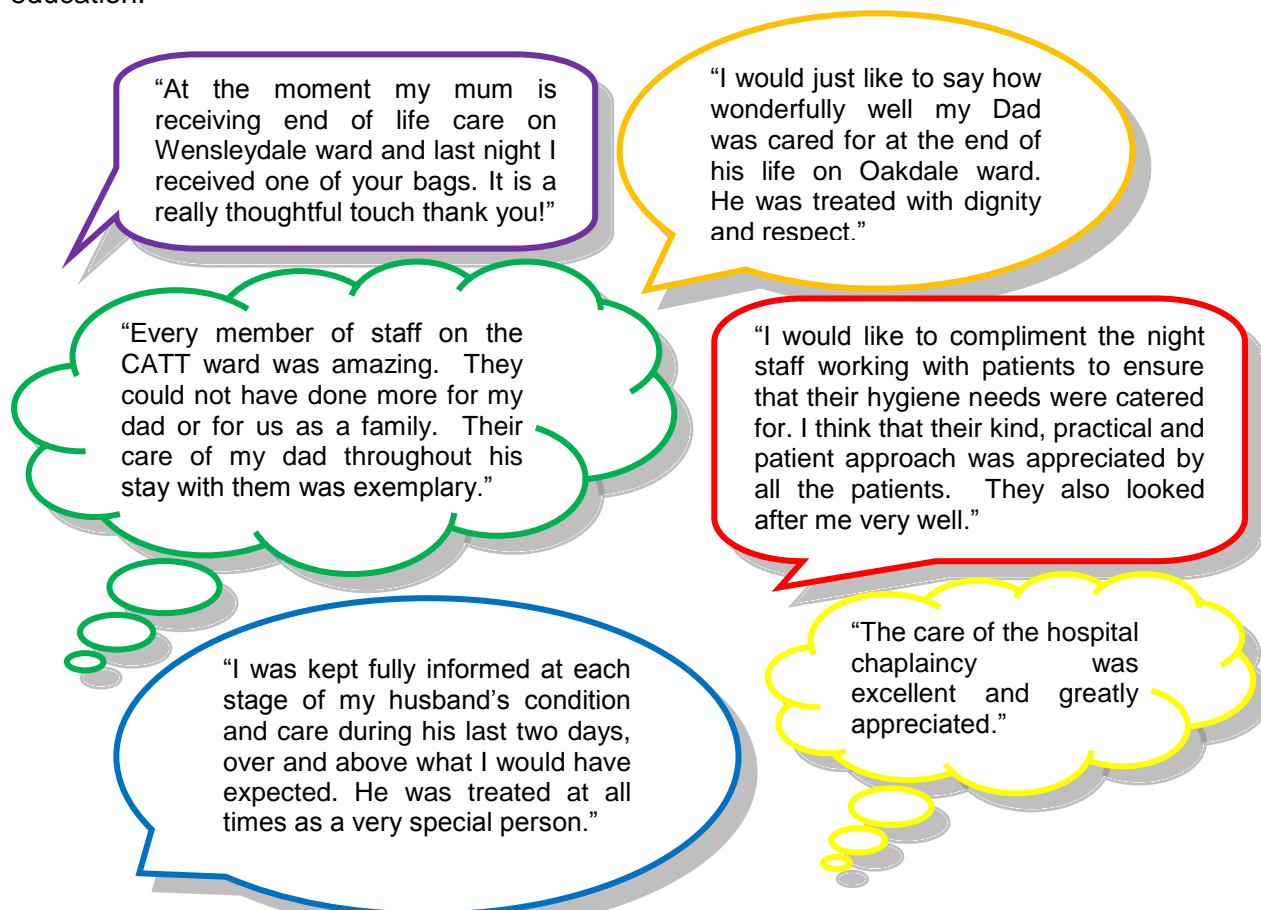 education.
“At the moment my mum is
receiving end of life care on
Wensleydale ward and last night I
received one of your bags. It is a
really thoughtful touch thank you!”
“I would just like to say how
wonderfully well my Dad
was cared for at the end of
his life on Oakdale ward.
He was treated with dignity
and respect.”
“Every member of staff on the
CATT ward was amazing. They
could not have done more for my
dad or for us as a family. Their
care of my dad throughout his
stay with them was exemplary.”
“I would like to compliment the night
staff working with patients to ensure
that their hygiene needs were catered
for. I think that their kind, practical and
patient approach was appreciated by
all the patients. They also looked
after me very well.”
“I was kept fully informed at each
stage of my husband’s condition
and care during his last two days,
over and above what I would have
expected. He was treated at all
times as a very special person.”
“The care of the hospital
chaplaincy was
excellent and greatly
appreciated.”